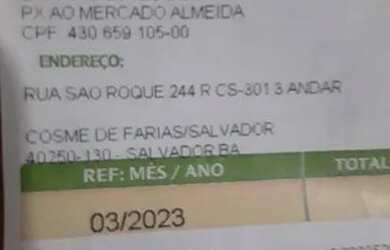 PX AO MERCADO ALMEIDA
CPF 430 659 105-00
ENDEREÇO:
RUA SAO ROQUE 244 R CS-301 3 ANDAR
COSME DE FARIAS/SALVADOR
40250-130 - SALVADOR BA
REF: MÊS / ANO TOTAL
03/2023